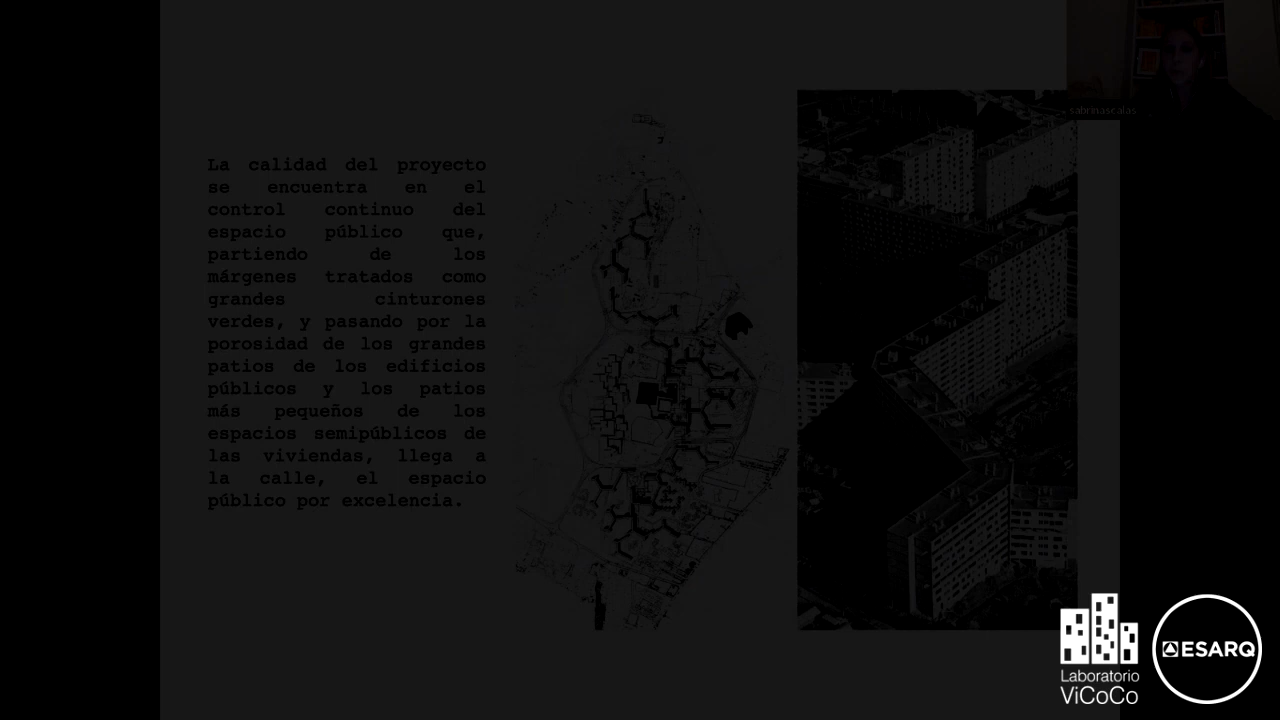 sabrinascalas
La calidad del proyecto
se encuentra en el
control continuo del
espacio público que,
partiendo de los
márgenes tratados como
grandes cinturones
verdes, y pasando por la
porosidad de los grandes
patios de los edificios
públicos y los patios
más pequeños de los
espacios semipúblicos de
las viviendas, llega a
la calle, el espacio
público por excelencia.
Laboratorio
ViCoCo
ESARQ